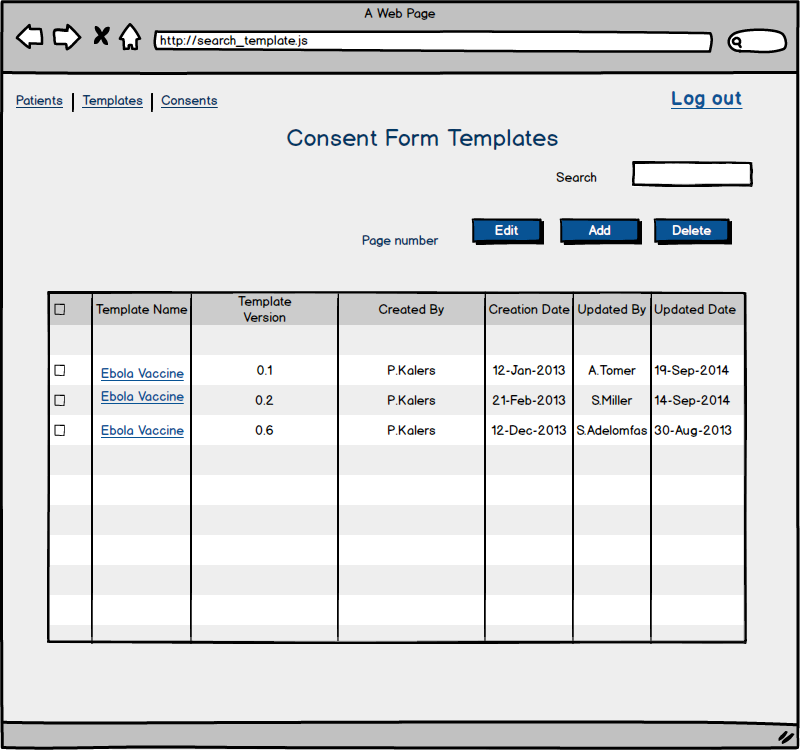 A Web Page
http://search_template.js
Patients | Templates | Consents
Log out
Consent Form Templates
Search
Page number Edit Add Delete
Template Name Template Version Created By Creation Date Updated By Updated Date
Ebola Vaccine 0.1 P.Kalers 12-Jan-2013 A.Tomer 19-Sep-2014
Ebola Vaccine 0.2 P.Kalers 21-Feb-2013 S.Miller 14-Sep-2014
Ebola Vaccine 0.6 P.Kalers 12-Dec-2013 S.Adelomfas 30-Aug-2013